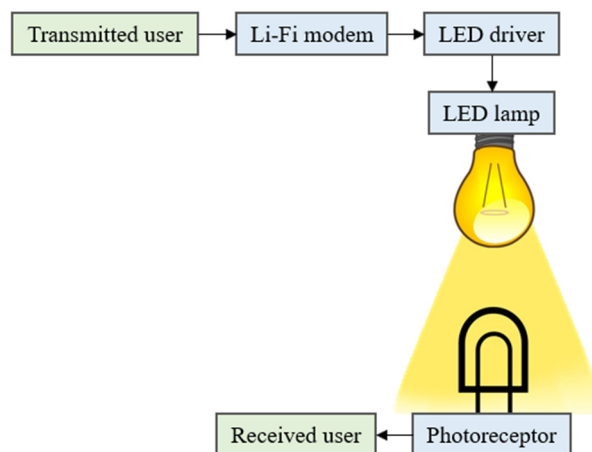 Transmitted user
Li-Fi modem
LED driver
LED lamp
Received user
Photoreceptor